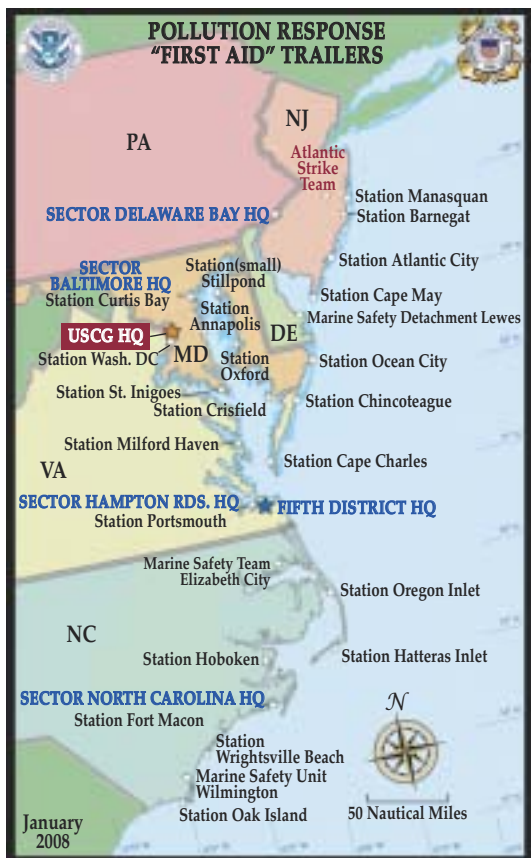 POLLUTION RESPONSE
“FIRST AID” TRAILERS
PA
NJ
Atlantic
Strike
Team
Station Manasquan
SECTOR DELAWARE BAY HQ
Station Barnegat
Station Atlantic City
SECTOR
BALTIMORE HQ
Station(small)
Stillpond
Station Curtis Bay
Station Cape May
Station
Annapolis
Marine Safety Detachment Lewes
USCG HQ
DE
Station Wash. DC
MD
Station
Oxford
Station Ocean City
Station St. Inigoes
Station Crisfield
Station Chincoteague
Station Milford Haven
Station Cape Charles
VA
SECTOR HAMPTON RDS. HQ
FIFTH DISTRICT HQ
Station Portsmouth
Marine Safety Team
Elizabeth City
Station Oregon Inlet
NC
Station Hoboken
Station Hatteras Inlet
SECTOR NORTH CAROLINA HQ
N
Station Fort Macon
Station
Wrightsville Beach
Marine Safety Unit
Wilmington
Station Oak Island
50 Nautical Miles
January
2008